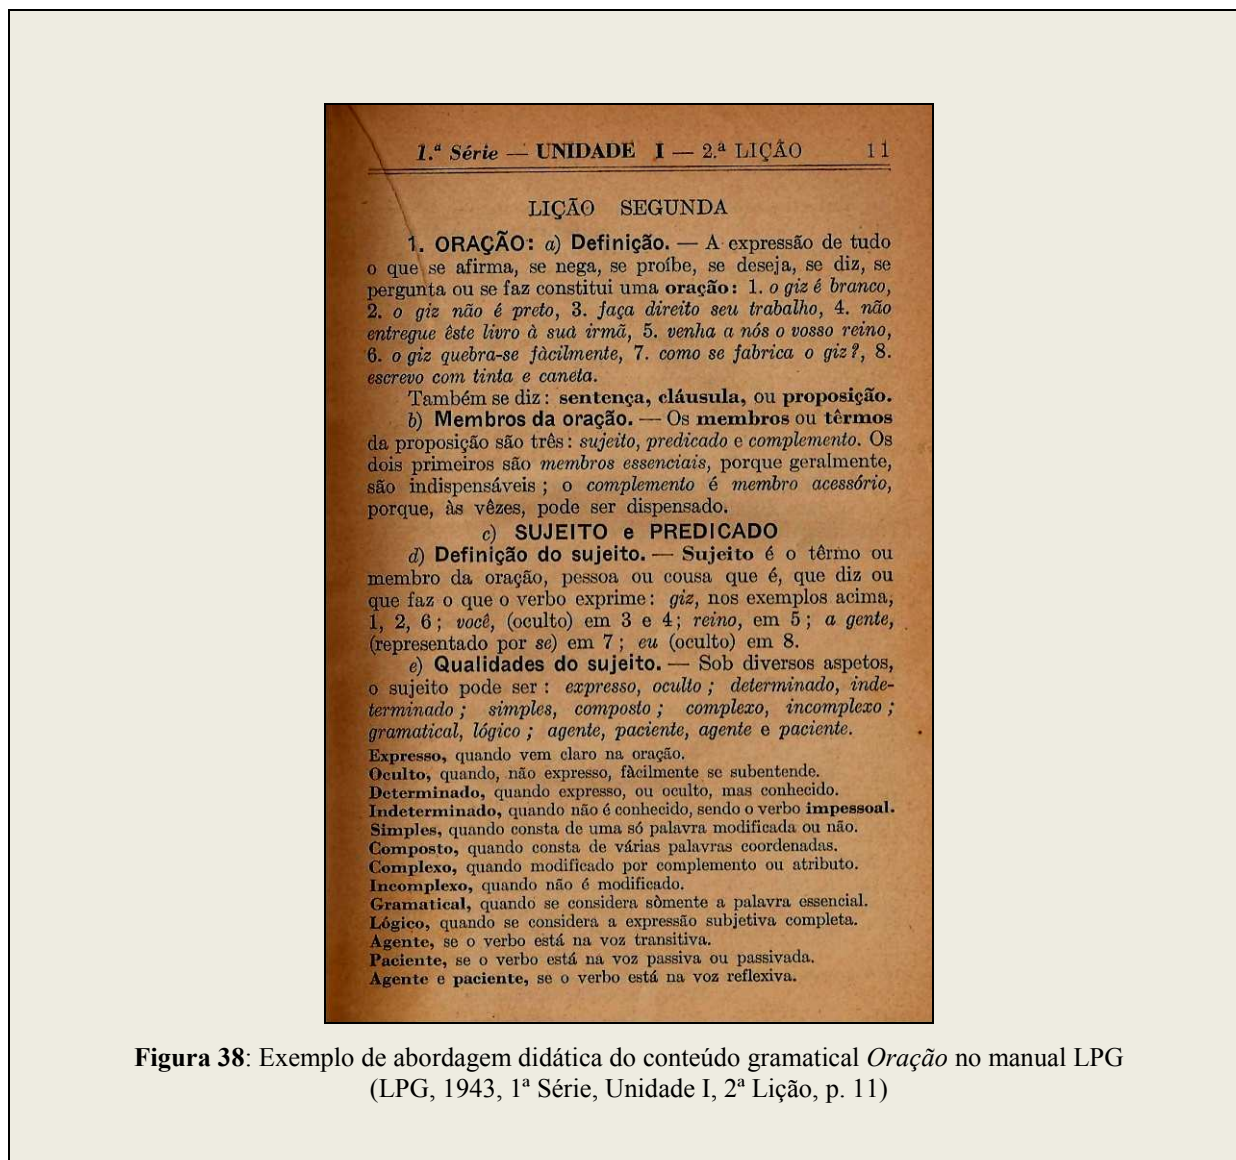 1.ª Série — UNIDADE I — 2.ª LIÇÃO 11
LIÇÃO SEGUNDA
1. ORAÇÃO: a) Definição. — A expressão de tudo
o que se afirma, se nega, se proíbe, se deseja, se diz, se
pergunta ou se faz constitui uma oração: 1. o giz é branco,
2. o giz não é preto, 3. faça direito seu trabalho, 4. não
entregue êste livro à sua irmã, 5. venha a nós o vosso reino,
6. o giz quebra-se fàcilmente, 7. como se fabrica o giz?, 8.
escrevo com tinta e caneta.
Também se diz: sentença, cláusula, ou proposição.
b) Membros da oração. — Os membros ou têrmos
da proposição são três: sujeito, predicado e complemento. Os
dois primeiros são membros essenciais, porque geralmente,
são indispensáveis; o complemento é membro acessório,
porque, às vêzes, pode ser dispensado.
c) SUJEITO e PREDICADO
d) Definição do sujeito. — Sujeito é o têrmo ou
membro da oração, pessoa ou cousa que é, que diz ou
que faz o que o verbo exprime: giz, nos exemplos acima,
1, 2, 6; você, (oculto) em 3 e 4; reino, em 5; a gente,
(representado por se) em 7; eu (oculto) em 8.
e) Qualidades do sujeito. — Sob diversos aspetos,
o sujeito pode ser: expresso, oculto; determinado, inde-
terminado; simples, composto; complexo, incomplexo;
gramatical, lógico; agente, paciente, agente e paciente.
Expresso, quando vem claro na oração.
Oculto, quando, não expresso, fàcilmente se subentende.
Determinado, quando expresso, ou oculto, mas conhecido.
Indeterminado, quando não é conhecido, sendo o verbo impessoal.
Simples, quando consta de uma só palavra modificada ou não.
Composto, quando consta de várias palavras coordenadas.
Complexo, quando modificado por complemento ou atributo.
Incomplexo, quando não é modificado.
Gramatical, quando se considera sòmente a palavra essencial.
Lógico, quando se considera a expressão subjetiva completa.
Agente, se o verbo está na voz transitiva.
Paciente, se o verbo está na voz passiva ou passivada.
Agente e paciente, se o verbo está na voz reflexiva.
Figura 38: Exemplo de abordagem didática do conteúdo gramatical Oração no manual LPG
(LPG, 1943, 1ª Série, Unidade I, 2ª Lição, p. 11)